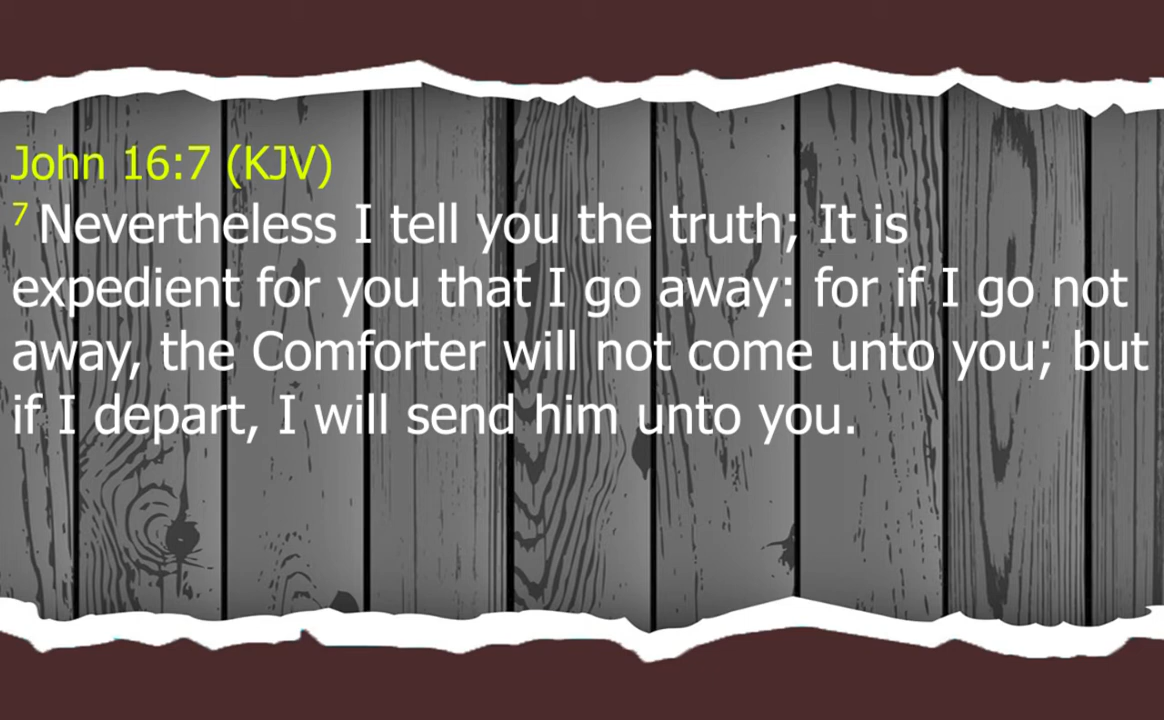 John 16:7 (KJV)
7 Nevertheless I tell you the truth; It is
expedient for you that I go away: for if I go not
away, the Comforter will not come unto you; but
if I depart, I will send him unto you.